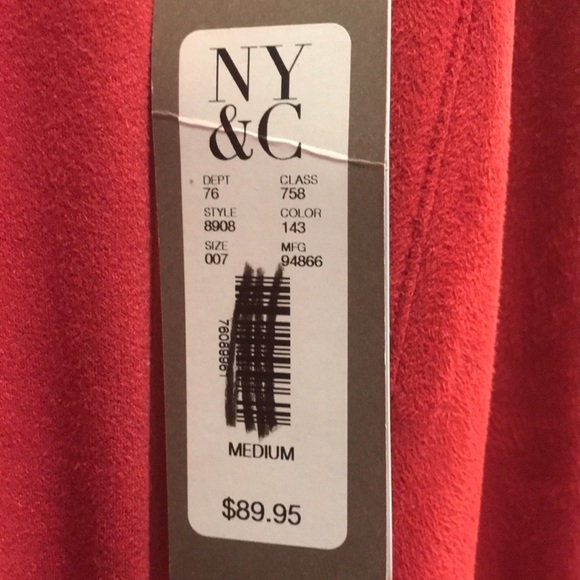 NY
&C
DEPT CLASS
76 758
STYLE COLOR
8908 143
SIZE MFG
007 94866
MEDIUM
$89.95